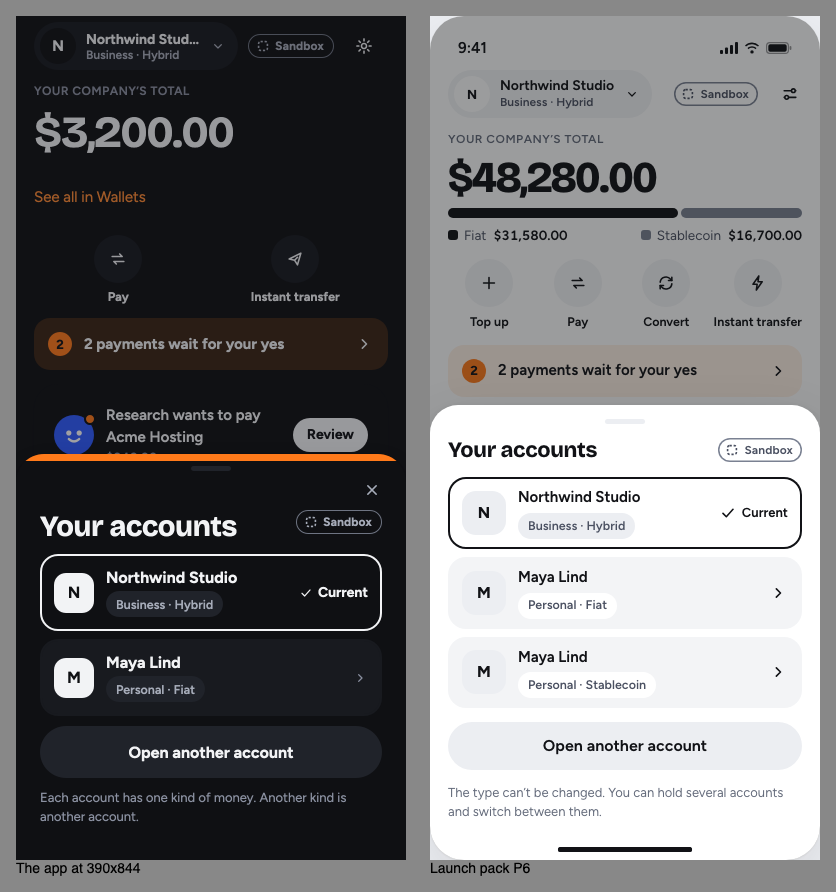 N
Northwind Stud...
Business · Hybrid
Sandbox
YOUR COMPANY'S TOTAL
$3,200.00
See all in Wallets
Pay
Instant transfer
2
2 payments wait for your yes
Research wants to pay
Acme Hosting
Review
Your accounts
Sandbox
N
Northwind Studio
Business · Hybrid
Current
M
Maya Lind
Personal · Fiat
Open another account
Each account has one kind of money. Another kind is
another account.
The app at 390x844
9:41
N
Northwind Studio
Business · Hybrid
Sandbox
YOUR COMPANY'S TOTAL
$48,280.00
Fiat $31,580.00
Stablecoin $16,700.00
Top up
Pay
Convert
Instant transfer
2
2 payments wait for your yes
Your accounts
Sandbox
N
Northwind Studio
Business · Hybrid
Current
M
Maya Lind
Personal · Fiat
M
Maya Lind
Personal · Stablecoin
Open another account
The type can't be changed. You can hold several accounts
and switch between them.
Launch pack P6